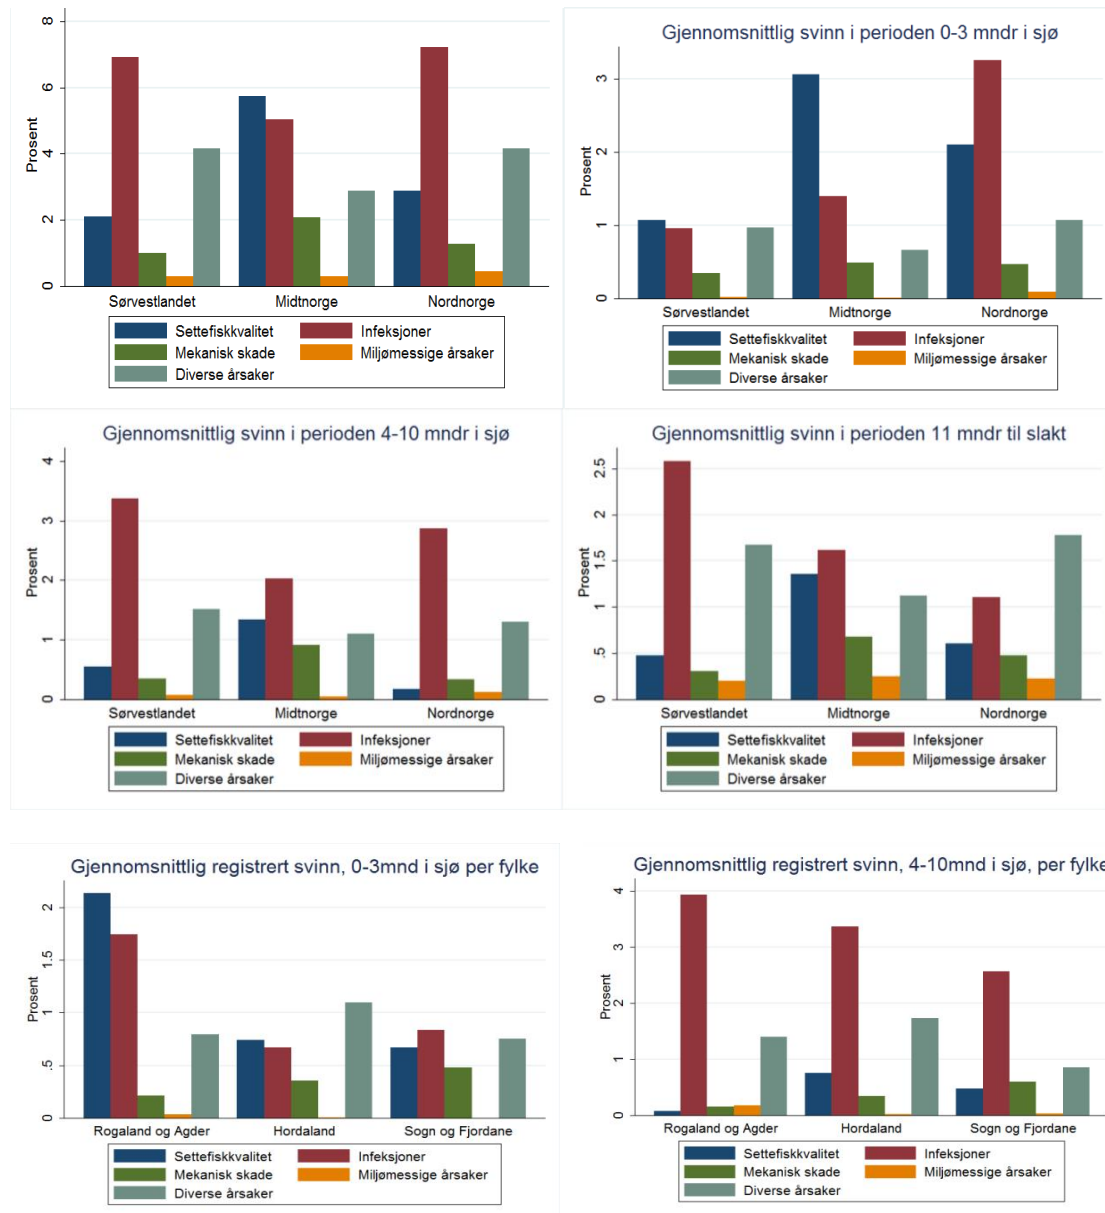 8
6
4
2
0
Prosent
Sørvestlandet Midtnorge Nordnorge
Settefiskkvalitet Infeksjoner
Mekanisk skade Miljømessige årsaker
Diverse årsaker
Gjennomsnittlig svinn i perioden 0-3 mndr i sjø
3
2
1
0
Prosent
Sørvestlandet Midtnorge Nordnorge
Settefiskkvalitet Infeksjoner
Mekanisk skade Miljømessige årsaker
Diverse årsaker
Gjennomsnittlig svinn i perioden 4-10 mndr i sjø
4
3
2
1
0
Prosent
Sørvestlandet Midtnorge Nordnorge
Settefiskkvalitet Infeksjoner
Mekanisk skade Miljømessige årsaker
Diverse årsaker
Gjennomsnittlig svinn i perioden 11 mndr til slakt
2.5
2
1.5
1
.5
0
Prosent
Sørvestlandet Midtnorge Nordnorge
Settefiskkvalitet Infeksjoner
Mekanisk skade Miljømessige årsaker
Diverse årsaker
Gjennomsnittlig registrert svinn, 0-3mnd i sjø per fylke
2
1.5
1
.5
0
Prosent
Rogaland og Agder Hordaland Sogn og Fjordane
Settefiskkvalitet Infeksjoner
Mekanisk skade Miljømessige årsaker
Diverse årsaker
Gjennomsnittlig registrert svinn, 4-10mnd i sjø, per fylke
4
3
2
1
0
Prosent
Rogaland og Agder Hordaland Sogn og Fjordane
Settefiskkvalitet Infeksjoner
Mekanisk skade Miljømessige årsaker
Diverse årsaker